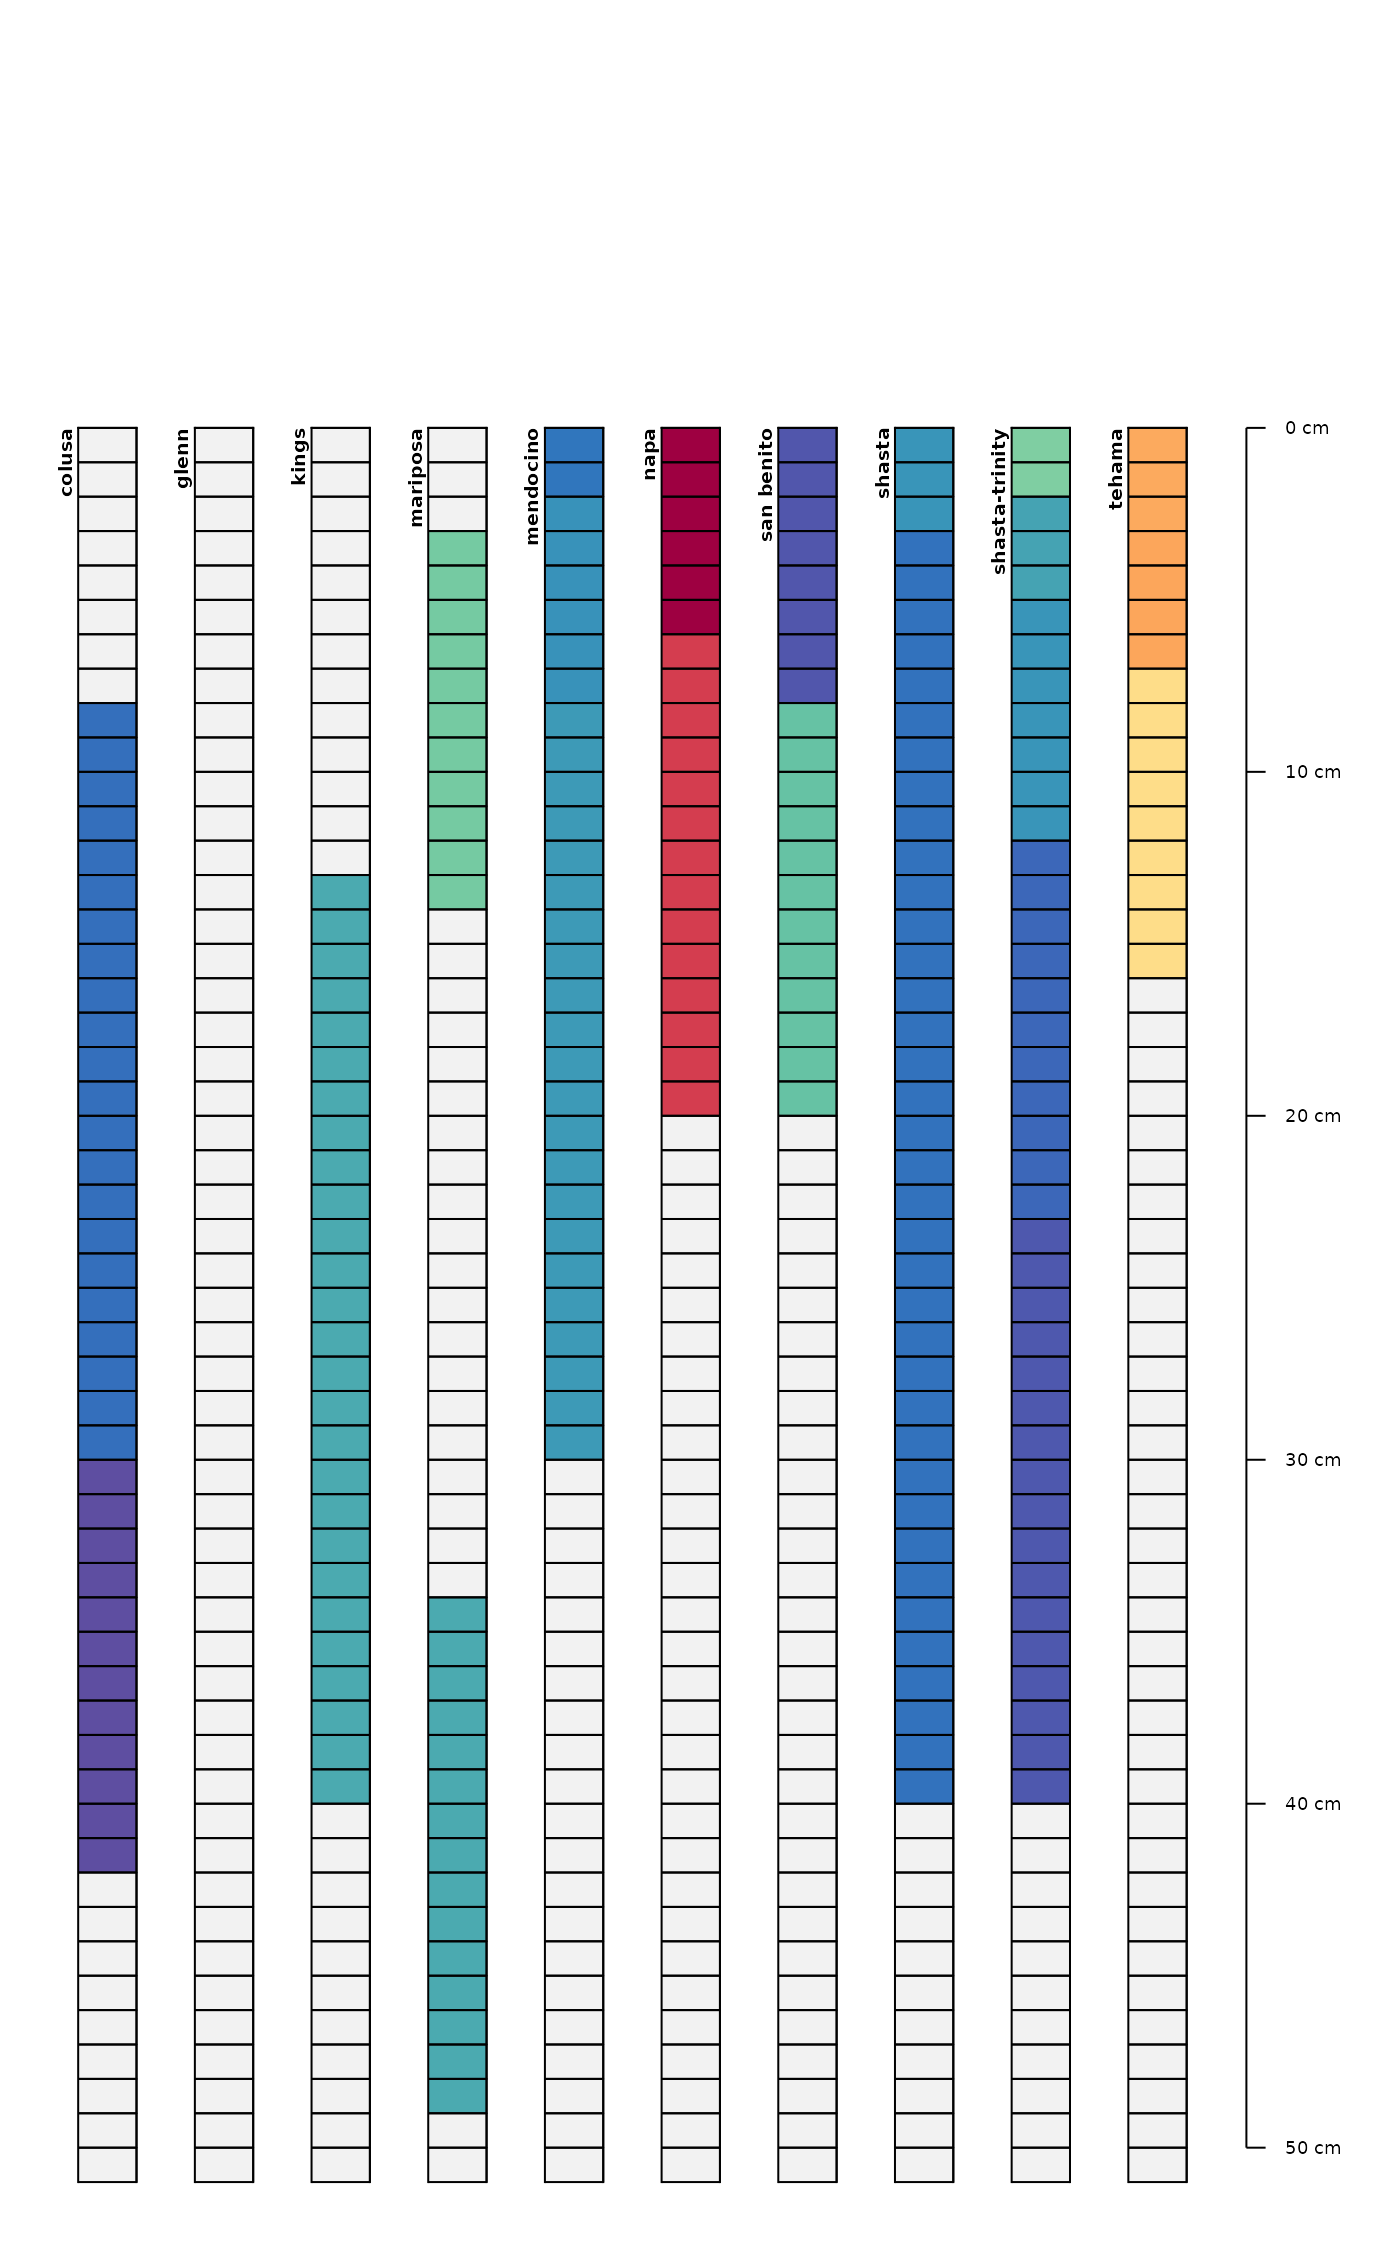 colusa
glenn
kings
mariposa
mendocino
napa
san benito
shasta
shasta-trinity
tehama
0 cm
10 cm
20 cm
30 cm
40 cm
50 cm